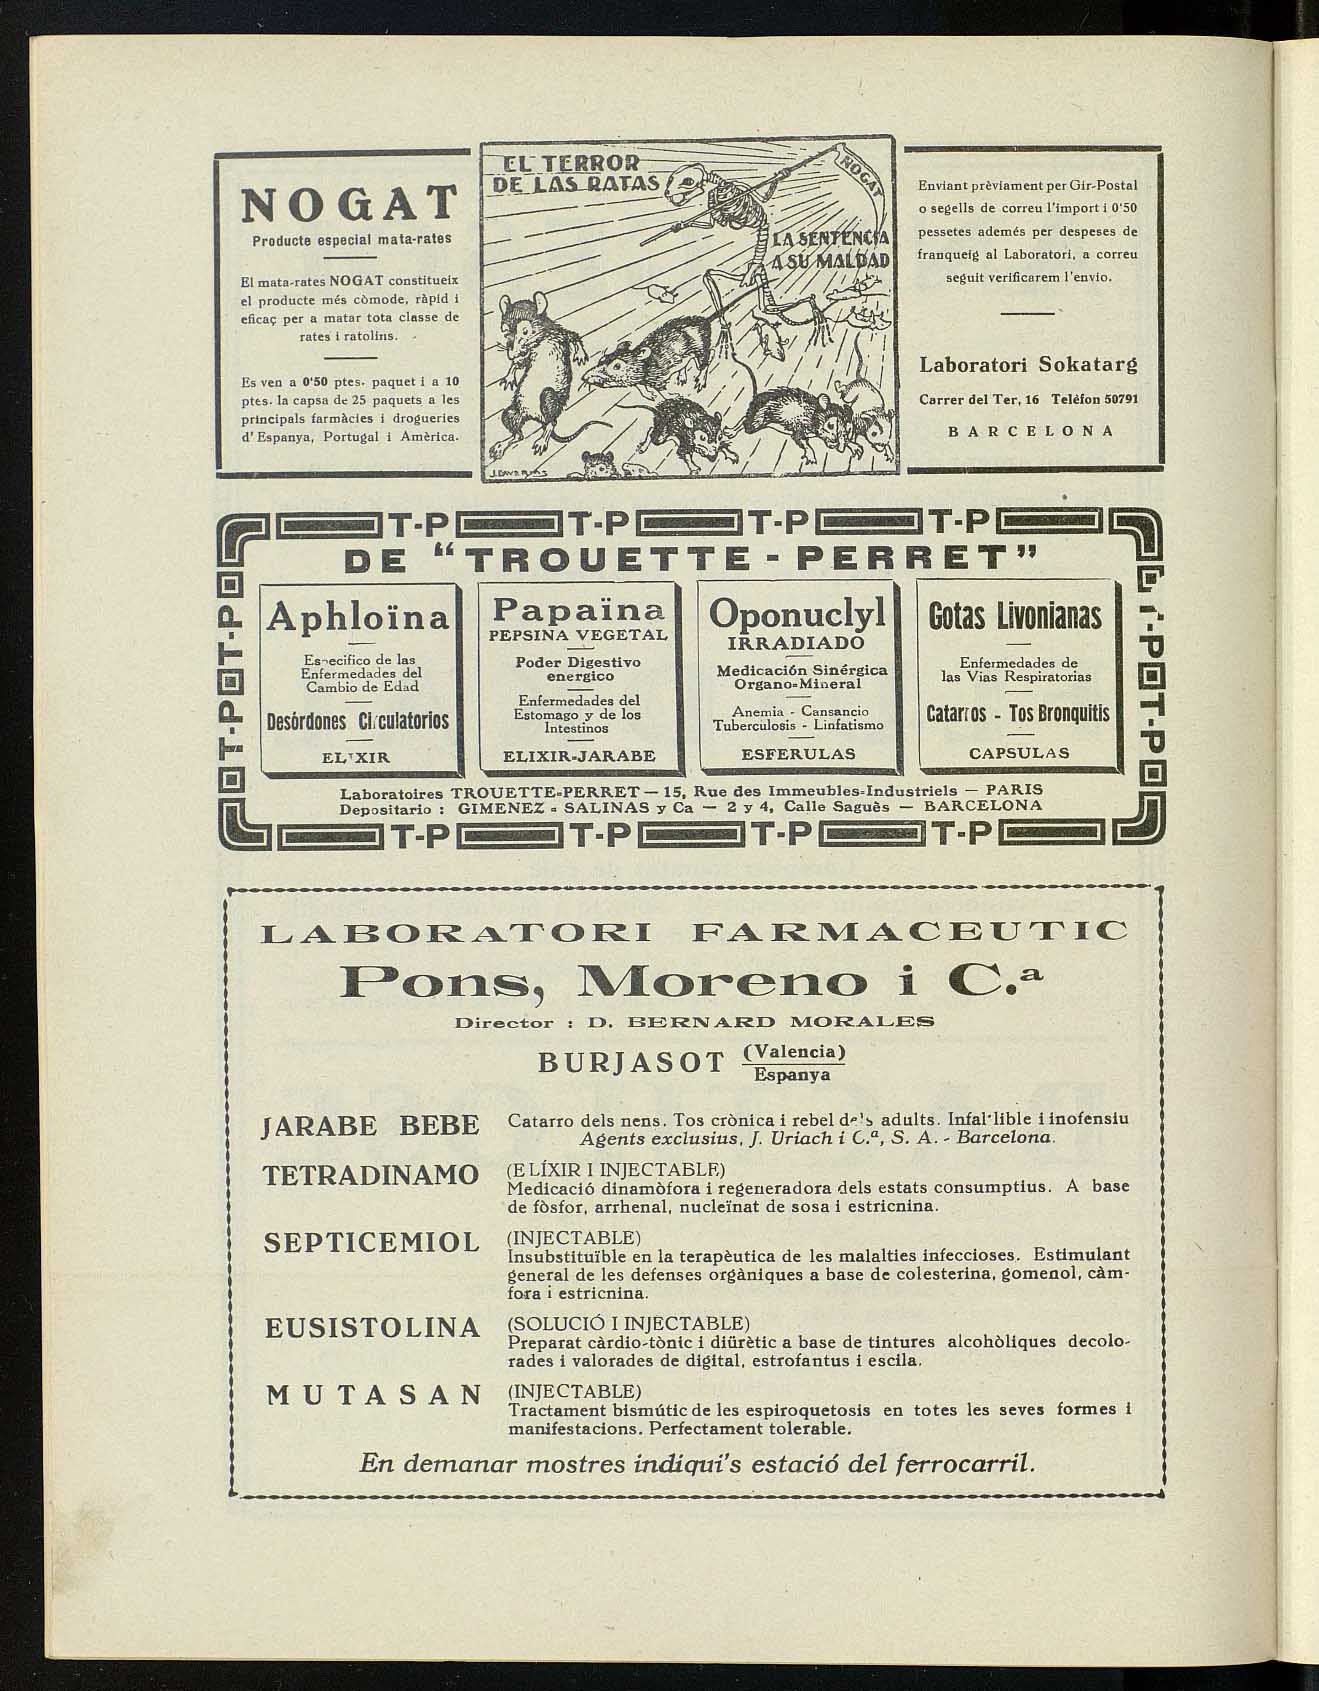 NOGAT
Producte especial mata-rates
El mata-rates NOGAT constitueix
el producte més còmode, ràpid i
eficaç per a matar tota classe de
rates i ratolins.
Es ven a 0'50 ptes. paquet i a 10
ptes. la capsa de 25 paquets a les
principals farmàcies i drogueries
d'Espanya, Portugal i Amèrica.
EL TERROR
DE LAS RATAS
NOGAT
LA SENTENCIA
A SU MALDAD
Enviant prèviament per Gir-Postal
o segells de correu l'import i 0'50
pessetes ademés per despeses de
franqueig al Laboratori, a correu
seguit verificarem l'envio.
Laboratori Sokatarg
Carrer del Ter, 16 Telèfon 50791
BARCELONA
T-P T-P T-P T-P
DE "TROUETTE-PERRET"
T-P T-P
Aphloïna
Especifico de las
Enfermedades del
Cambio de Edad
Desórdones Circulatorios
ELIXIR
Papaïna
PEPSINA VEGETAL
Poder Digestivo
energico
Enfermedades del
Estomago y de los
Intestinos
ELIXIR-JARABE
Oponuclyl
IRRADIADO
Medicación Sinérgica
Organo-Mineral
Anemia - Cansancio
Tuberculosis - Linfatismo
ESFERULAS
Gotas Livonianas
Enfermedades de
las Vias Respiratorias
Catarros - Tos Bronquitis
CAPSULAS
T-P T-P
Laboratoires TROUETTE-PERRET — 15, Rue des Immeubles-Industriels — PARIS
Depositario : GIMENEZ - SALINAS y Ca — 2 y 4, Calle Saguès — BARCELONA
T-P T-P T-P T-P
LABORATORI FARMACEUTIC
Pons, Moreno i C.ª
Director : D. BERNARD MORALES
BURJASOT (Valencia)
Espanya
JARABE BEBE Catarro dels nens. Tos crònica i rebel dels adults. Infal·lible i inofensiu
Agents exclusius, J. Uriach i C.ª, S. A. - Barcelona.
TETRADINAMO (ELÍXIR I INJECTABLE)
Medicació dinamòfora i regeneradora dels estats consumptius. A base
de fòsfor, arrhenal, nucleïnat de sosa i estricnina.
SEPTICEMIOL (INJECTABLE)
Insubstituïble en la terapèutica de les malalties infeccioses. Estimulant
general de les defenses orgàniques a base de colesterina, gomenol, càm-
fora i estricnina.
EUSISTOLINA (SOLUCIÓ I INJECTABLE)
Preparat càrdio-tònic i diürètic a base de tintures alcohòliques decolo-
rades i valorades de digital, estrofantus i escila.
MUTASAN (INJECTABLE)
Tractament bismútic de les espiroquetosis en totes les seves formes i
manifestacions. Perfectament tolerable.
En demanar mostres indiqui's estació del ferrocarril.